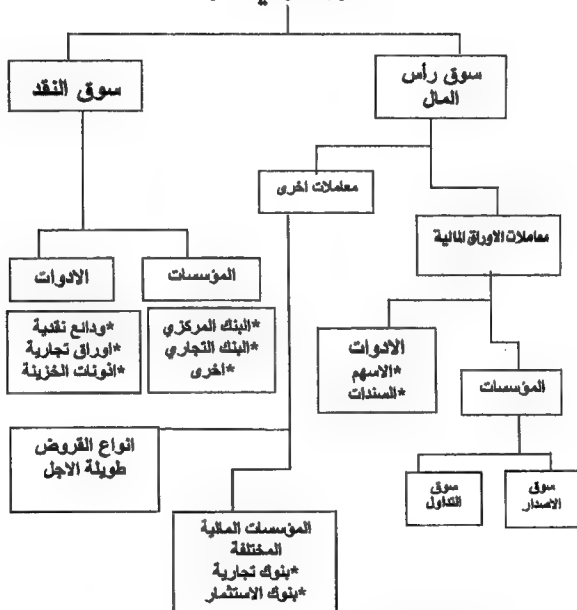 سوق رأس
المال
سوق النقد
معاملات اخرى
معاملات الاوراق المالية
المؤسسات
الادوات
*البنك المركزي
*البنك التجاري
*اخرى
*ودائع نقدية
*اوراق تجارية
*اذونات الخزينة
الادوات
*الاسهم
*السندات
المؤسسات
انواع القروض
طويلة الاجل
سوق
الاصدار
سوق
التداول
المؤسسات المالية
المختلفة
*بنوك تجارية
*بنوك الاستثمار